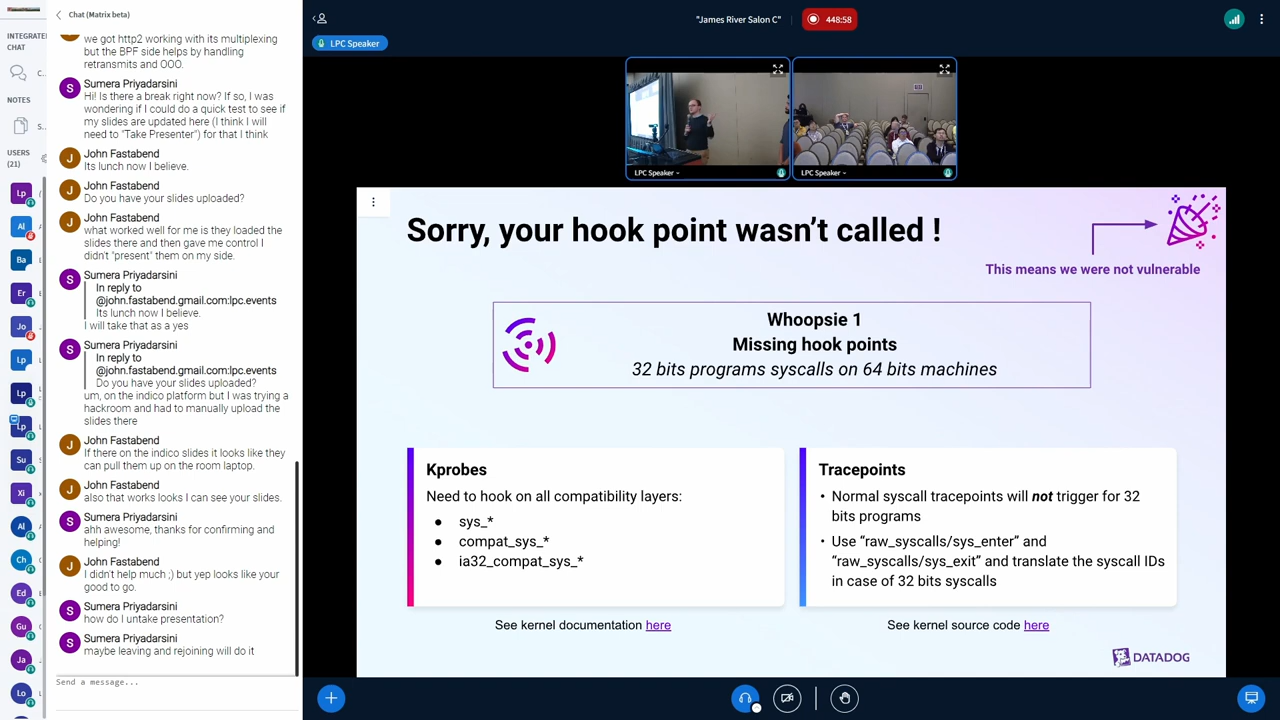 INTEGRATED
CHAT
NOTES
USERS
(21)
Lp
Al
Ba
Er
Jo
Lp
Lp
Lp
Su
Xi
Al
Ch
Ed
Gu
Ja
Lo
Chat (Matrix beta)
we got http2 working with its multiplexing
but the BPF side helps by handling
retransmits and OOO.
S
Sumera Priyadarsini
Hi! Is there a break right now? If so, I was
wondering if I could do a quick test to see if
my slides are updated here (I think I will
need to "Take Presenter") for that I think
J
John Fastabend
Its lunch now I believe.
J
John Fastabend
Do you have your slides uploaded?
J
John Fastabend
what worked well for me is they loaded the
slides there and then gave me control I
didn't "present" them on my side.
S
Sumera Priyadarsini
In reply to
@john.fastabend.gmail.com:lpc.events
Its lunch now I believe.
I will take that as a yes
S
Sumera Priyadarsini
In reply to
@john.fastabend.gmail.com:lpc.events
Do you have your slides uploaded?
um, on the indico platform but I was trying a
hackroom and had to manually upload the
slides there
J
John Fastabend
If there on the indico slides it looks like they
can pull them up on the room laptop.
J
John Fastabend
also that works looks I can see your slides.
S
Sumera Priyadarsini
ahh awesome, thanks for confirming and
helping!
J
John Fastabend
I didn't help much ;) but yep looks like your
good to go.
S
Sumera Priyadarsini
how do I untake presentation?
S
Sumera Priyadarsini
maybe leaving and rejoining will do it
Send a message...
"James River Salon C"
448:58
LPC Speaker
LPC Speaker
LPC Speaker
Sorry, your hook point wasn't called !
This means we were not vulnerable
Whoopsie 1
Missing hook points
32 bits programs syscalls on 64 bits machines
Kprobes
Need to hook on all compatibility layers:
● sys_*
● compat_sys_*
● ia32_compat_sys_*
See kernel documentation here
Tracepoints
• Normal syscall tracepoints will not trigger for 32
bits programs
• Use “raw_syscalls/sys_enter” and
“raw_syscalls/sys_exit” and translate the syscall IDs
in case of 32 bits syscalls
See kernel source code here
DATADOG